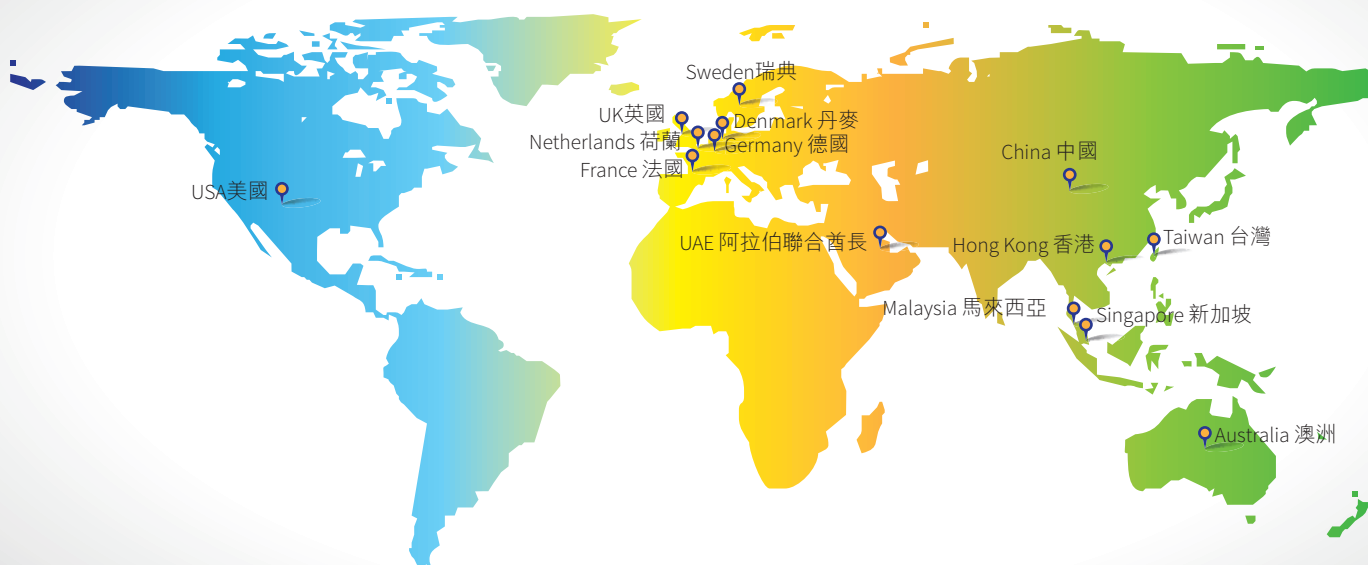 Sweden瑞典
UK英國
Denmark 丹麥
Netherlands 荷蘭
Germany 德國
France 法國
China 中國
USA美國
UAE 阿拉伯聯合酋長
Hong Kong 香港
Taiwan 台灣
Malaysia 馬來西亞
Singapore 新加坡
Australia 澳洲